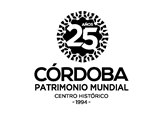 AÑOS
25
CÓRDOBA
PATRIMONIO MUNDIAL
CENTRO HISTÓRICO
- 1994 -